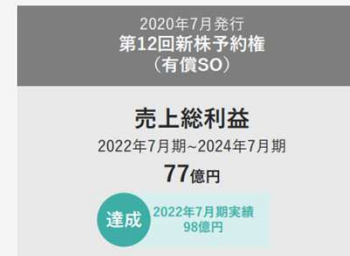 2020年7月発行
第12回新株予約権
（有償SO）
売上総利益
2022年7月期~2024年7月期
77億円
達成
2022年7月期実績
98億円